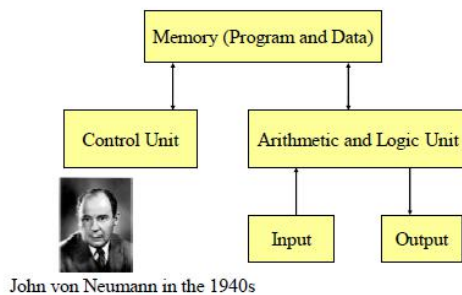 Memory (Program and Data)
Control Unit
Arithmetic and Logic Unit
Input
Output
John von Neumann in the 1940s